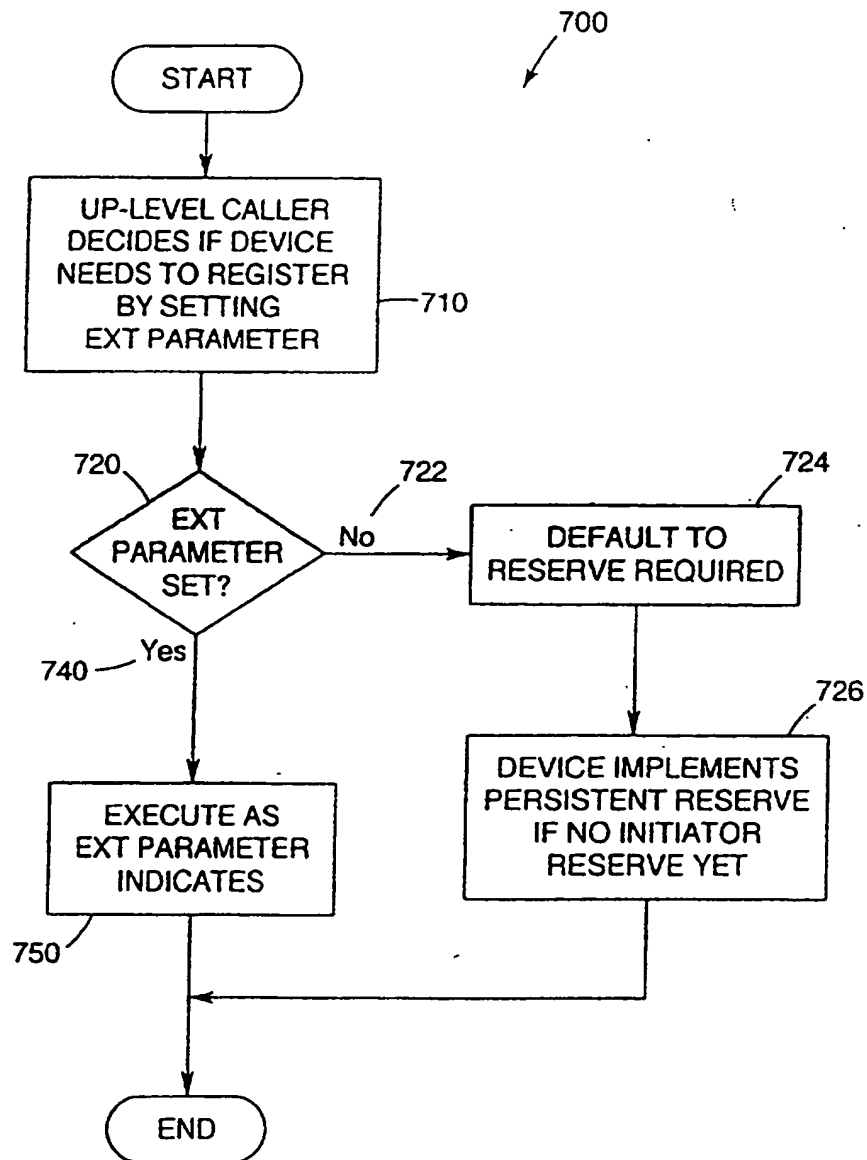 700
START
UP-LEVEL CALLER
DECIDES IF DEVICE
NEEDS TO REGISTER
BY SETTING
EXT PARAMETER
710
720
EXT
PARAMETER
SET?
722
No
724
DEFAULT TO
RESERVE REQUIRED
740
Yes
726
DEVICE IMPLEMENTS
PERSISTENT RESERVE
IF NO INITIATOR
RESERVE YET
EXECUTE AS
EXT PARAMETER
INDICATES
750
END